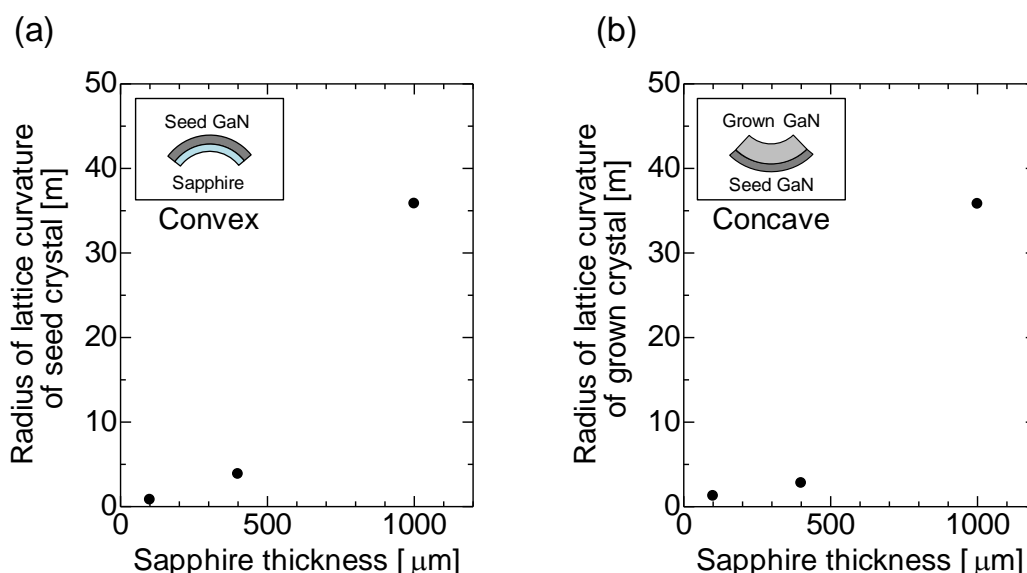 (a)
50
40
30
20
10
0
Radius of lattice curvature
of seed crystal [m]
Seed GaN
Sapphire
Convex
0
500
1000
Sapphire thickness [ μm]
(b)
50
40
30
20
10
0
Radius of lattice curvature
of grown crystal [m]
Grown GaN
Seed GaN
Concave
0
500
1000
Sapphire thickness [ μm]